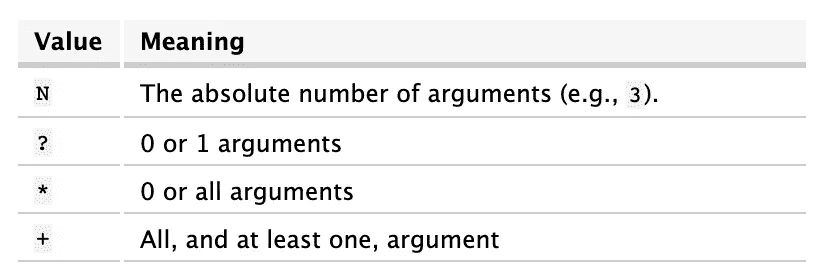 Value Meaning
N The absolute number of arguments (e.g., 3).
? 0 or 1 arguments
* 0 or all arguments
+ All, and at least one, argument